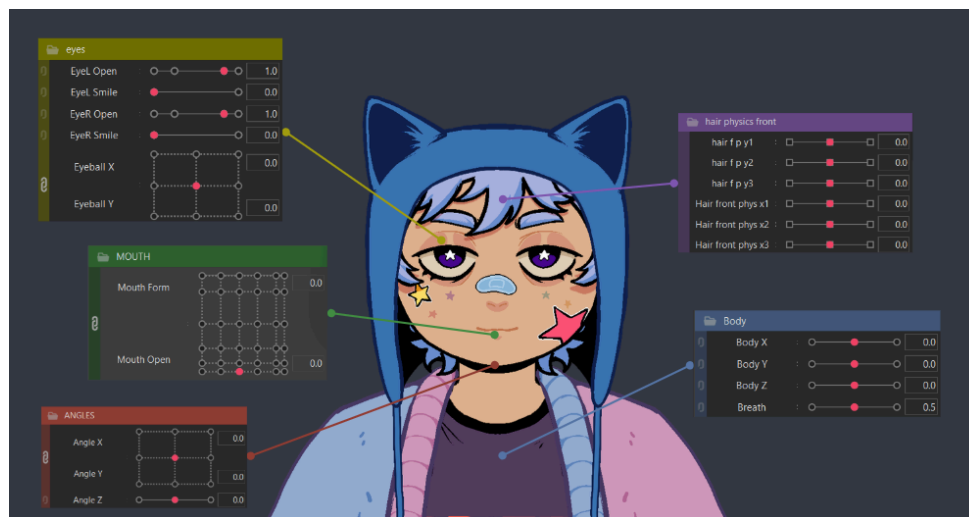 eyes
EyeL Open 1.0
EyeL Smile 0.0
EyeR Open 1.0
EyeR Smile 0.0
Eyeball X 0.0
Eyeball Y 0.0
MOUTH
Mouth Form 0.0
Mouth Open 0.0
ANGLES
Angle X 0.0
Angle Y 0.0
Angle Z 0.0
hair physics front
hair f p y1 : 0.0
hair f p y2 : 0.0
hair f p y3 : 0.0
Hair front phys x1 : 0.0
Hair front phys x2 : 0.0
Hair front phys x3 : 0.0
Body
Body X : 0.0
Body Y : 0.0
Body Z : 0.0
Breath : 0.5